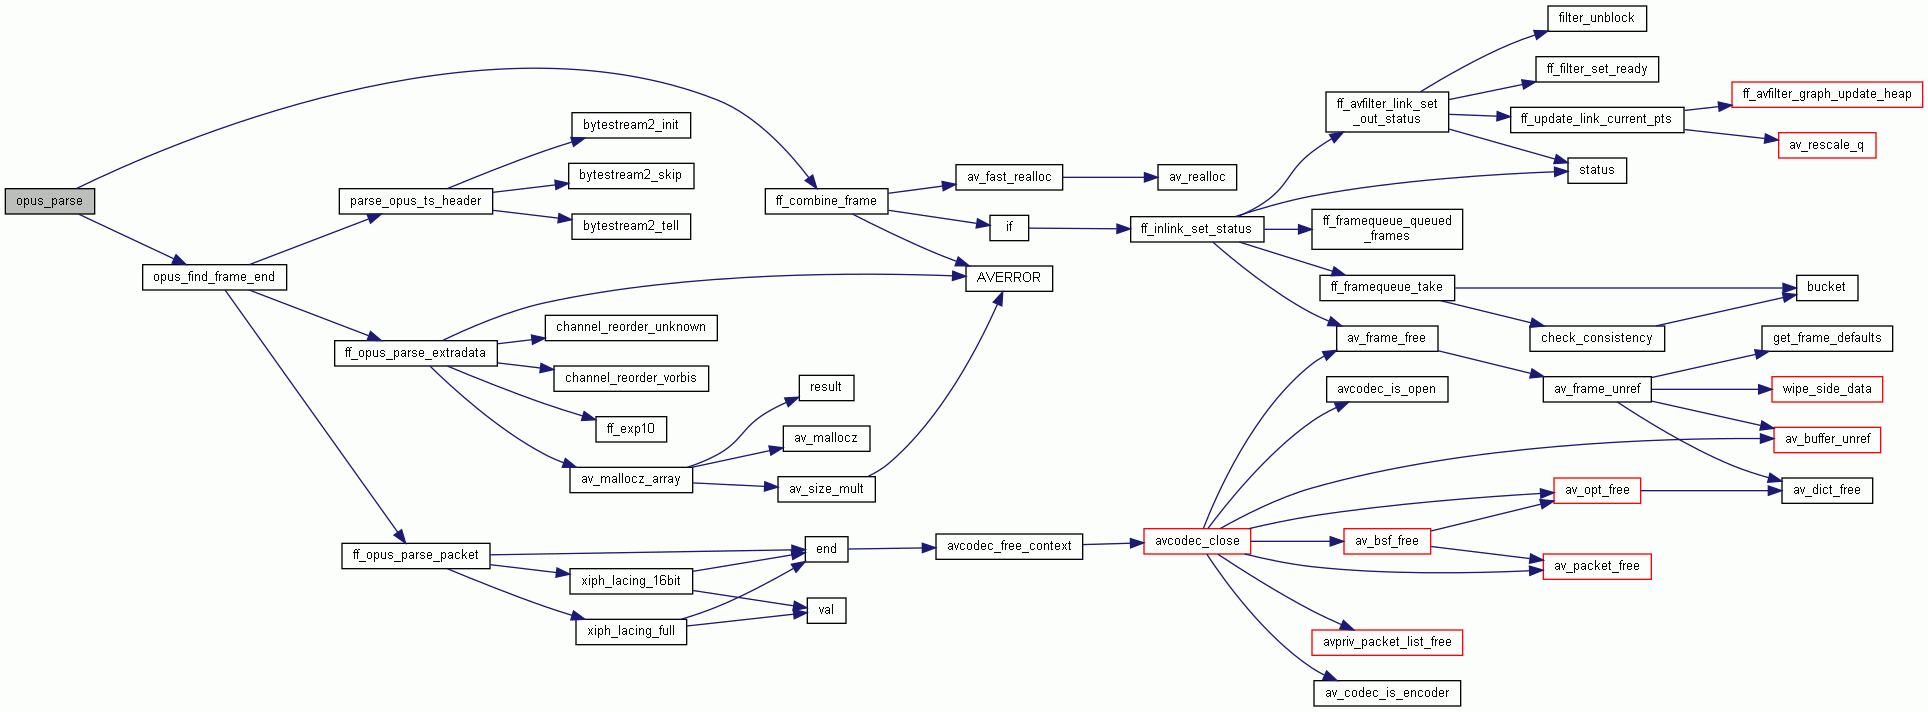 filter_unblock
ff_filter_set_ready
ff_avfilter_graph_update_heap
ff_avfilter_link_set
_out_status
ff_update_link_current_pts
bytestream2_init
av_rescale_q
status
bytestream2_skip
av_fast_realloc
av_realloc
opus_parse
parse_opus_ts_header
ff_combine_frame
bytestream2_tell
if
ff_inlink_set_status
ff_framequeue_queued
_frames
opus_find_frame_end
AVERROR
ff_framequeue_take
bucket
channel_reorder_unknown
av_frame_free
check_consistency
get_frame_defaults
ff_opus_parse_extradata
channel_reorder_vorbis
result
avcodec_is_open
av_frame_unref
wipe_side_data
ff_exp10
av_mallocz
av_buffer_unref
av_mallocz_array
av_size_mult
av_opt_free
av_dict_free
ff_opus_parse_packet
end
avcodec_free_context
avcodec_close
av_bsf_free
av_packet_free
xiph_lacing_16bit
val
xiph_lacing_full
avpriv_packet_list_free
av_codec_is_encoder